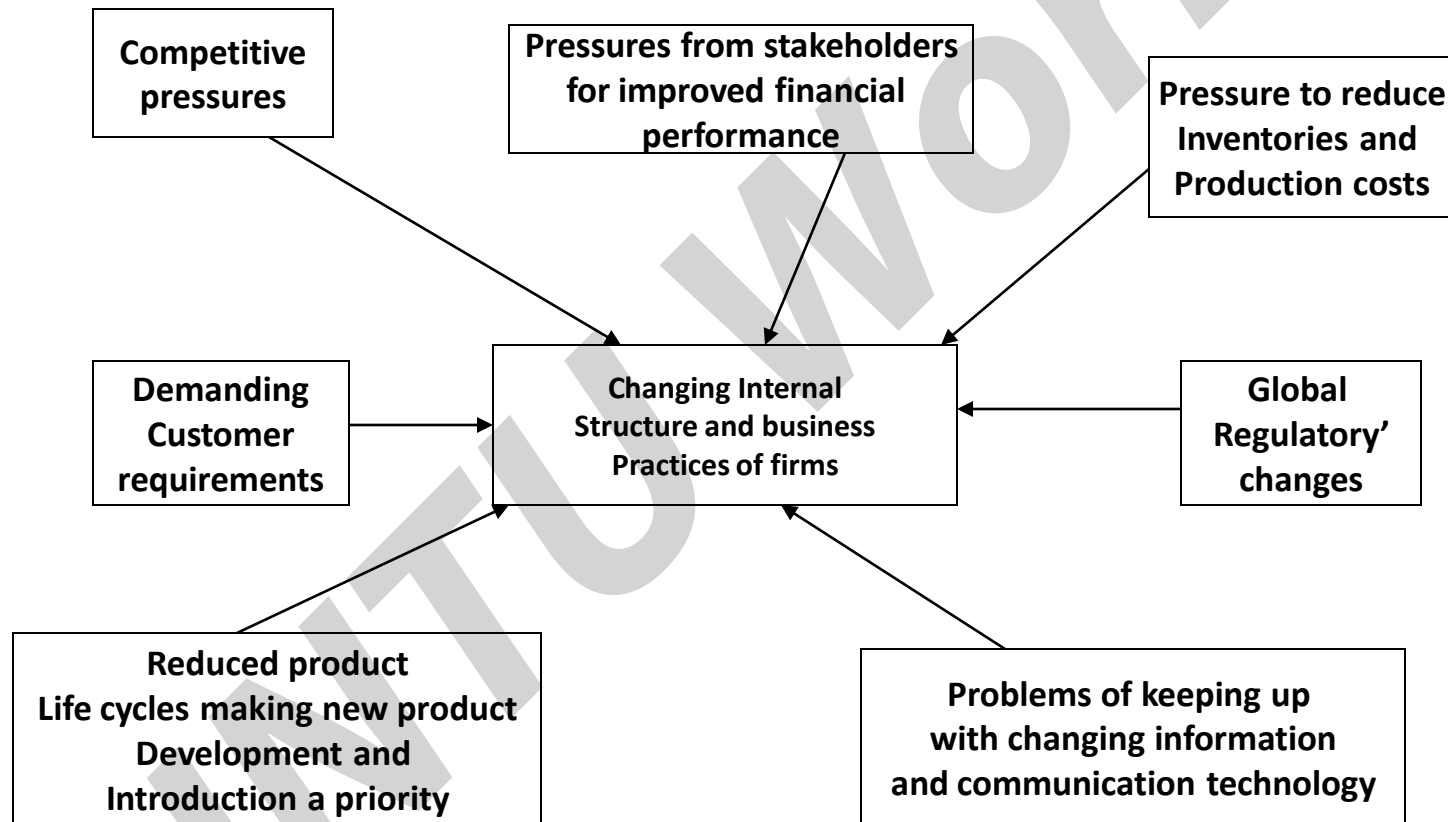 Competitive
pressures
Pressures from stakeholders
for improved financial
performance
Pressure to reduce
Inventories and
Production costs
Demanding
Customer
requirements
Changing Internal
Structure and business
Practices of firms
Global
Regulatory’
changes
Reduced product
Life cycles making new product
Development and
Introduction a priority
Problems of keeping up
with changing information
and communication technology